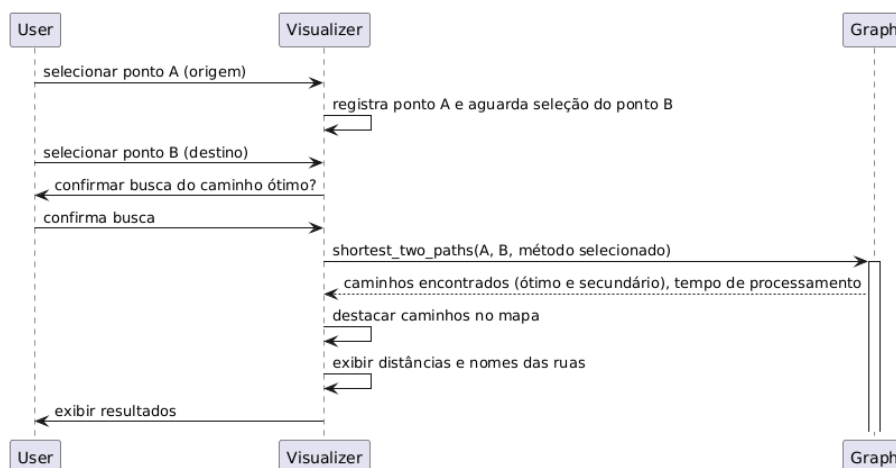 User Visualizer Graph
selecionar ponto A (origem)
registra ponto A e aguarda seleção do ponto B
selecionar ponto B (destino)
confirmar busca do caminho ótimo?
confirma busca
shortest_two_paths(A, B, método selecionado)
caminhos encontrados (ótimo e secundário), tempo de processamento
destacar caminhos no mapa
exibir distâncias e nomes das ruas
exibir resultados
User Visualizer Graph